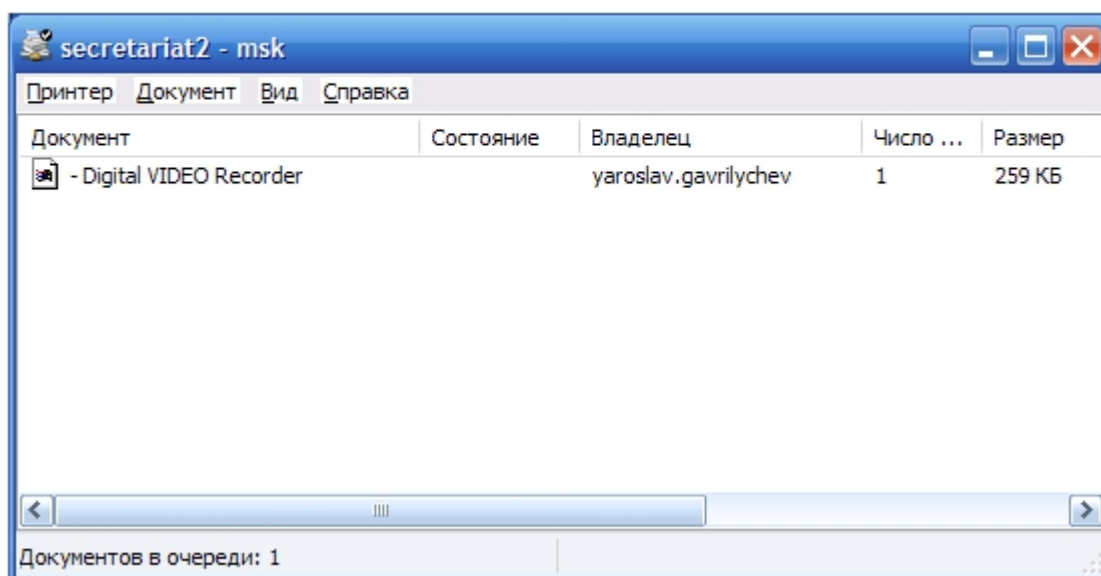 secretariat2 - msk
Принтер Документ Вид Справка
Документ Состояние Владелец Число ... Размер
- Digital VIDEO Recorder yaroslav.gavrilychev 1 259 КБ
Документов в очереди: 1